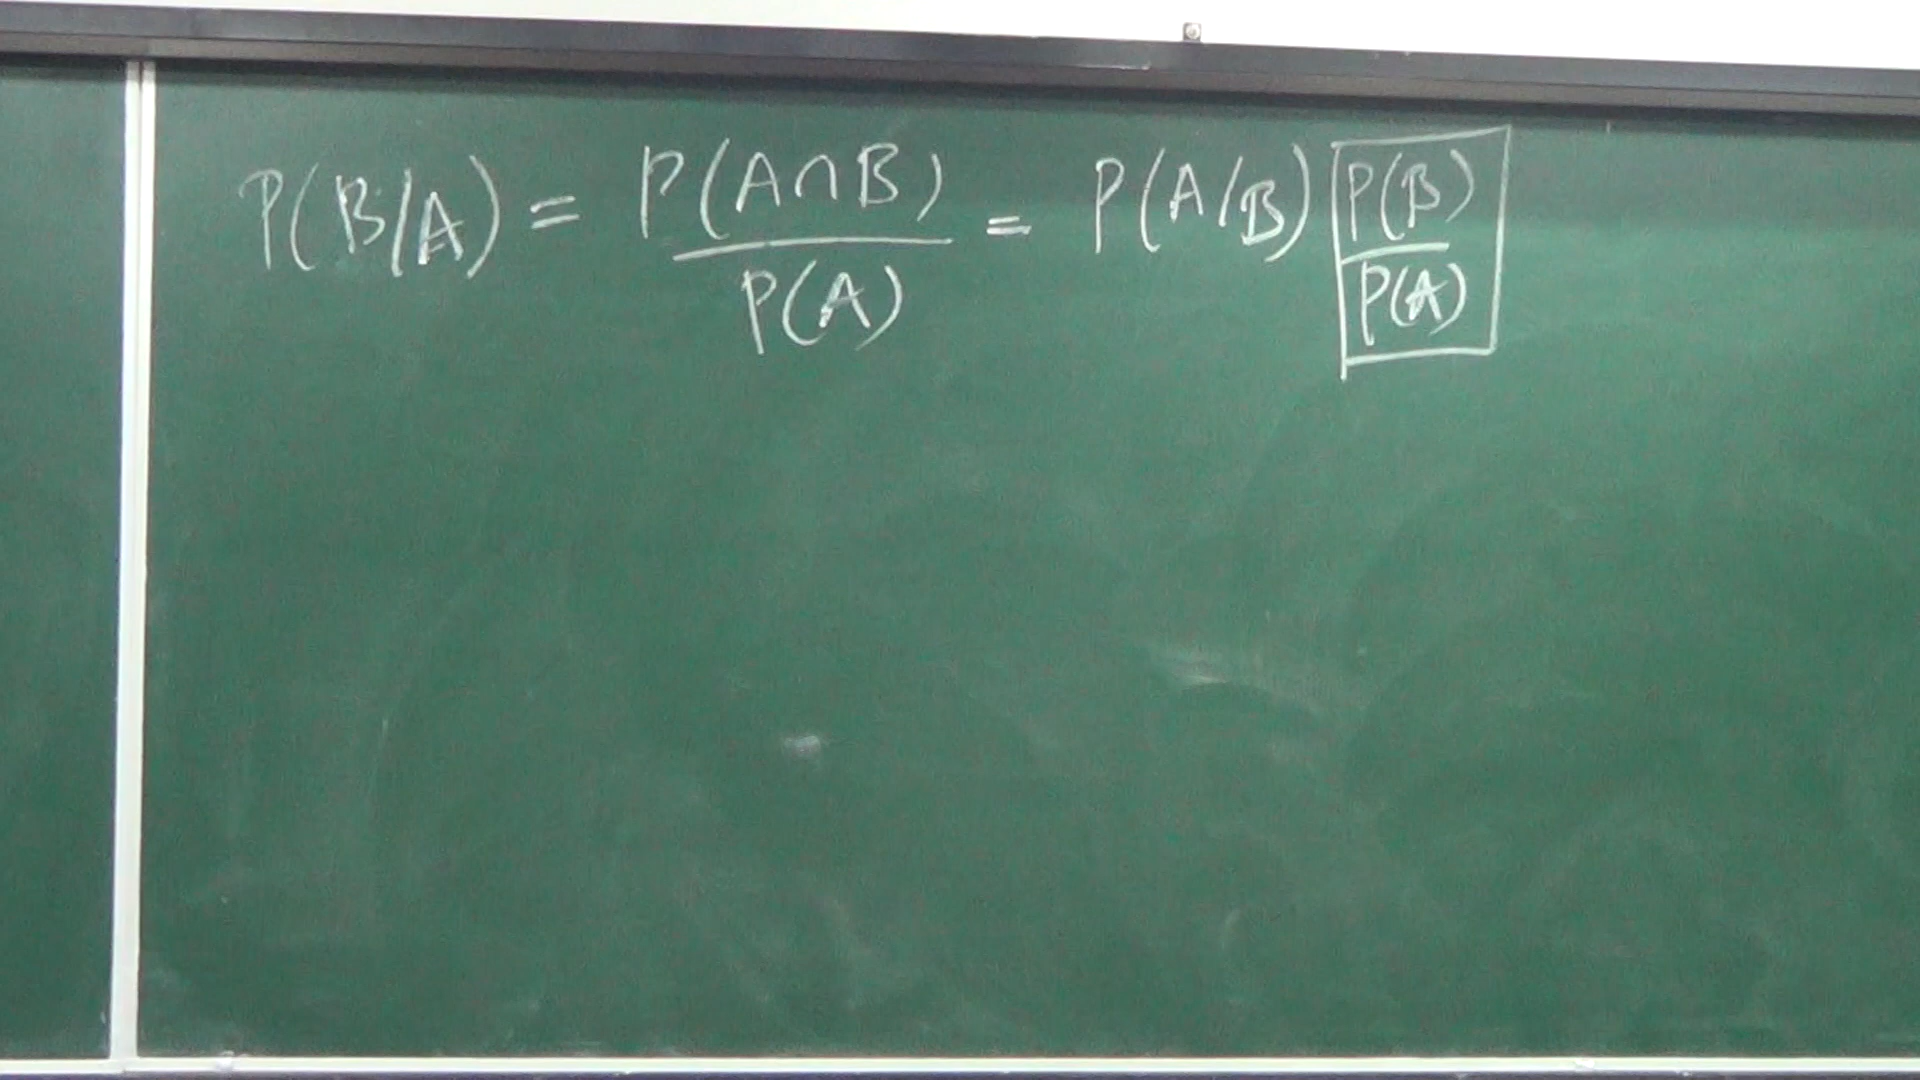 P(B/A) = P(A∩B)/P(A) = P(A/B) P(B)/P(A)